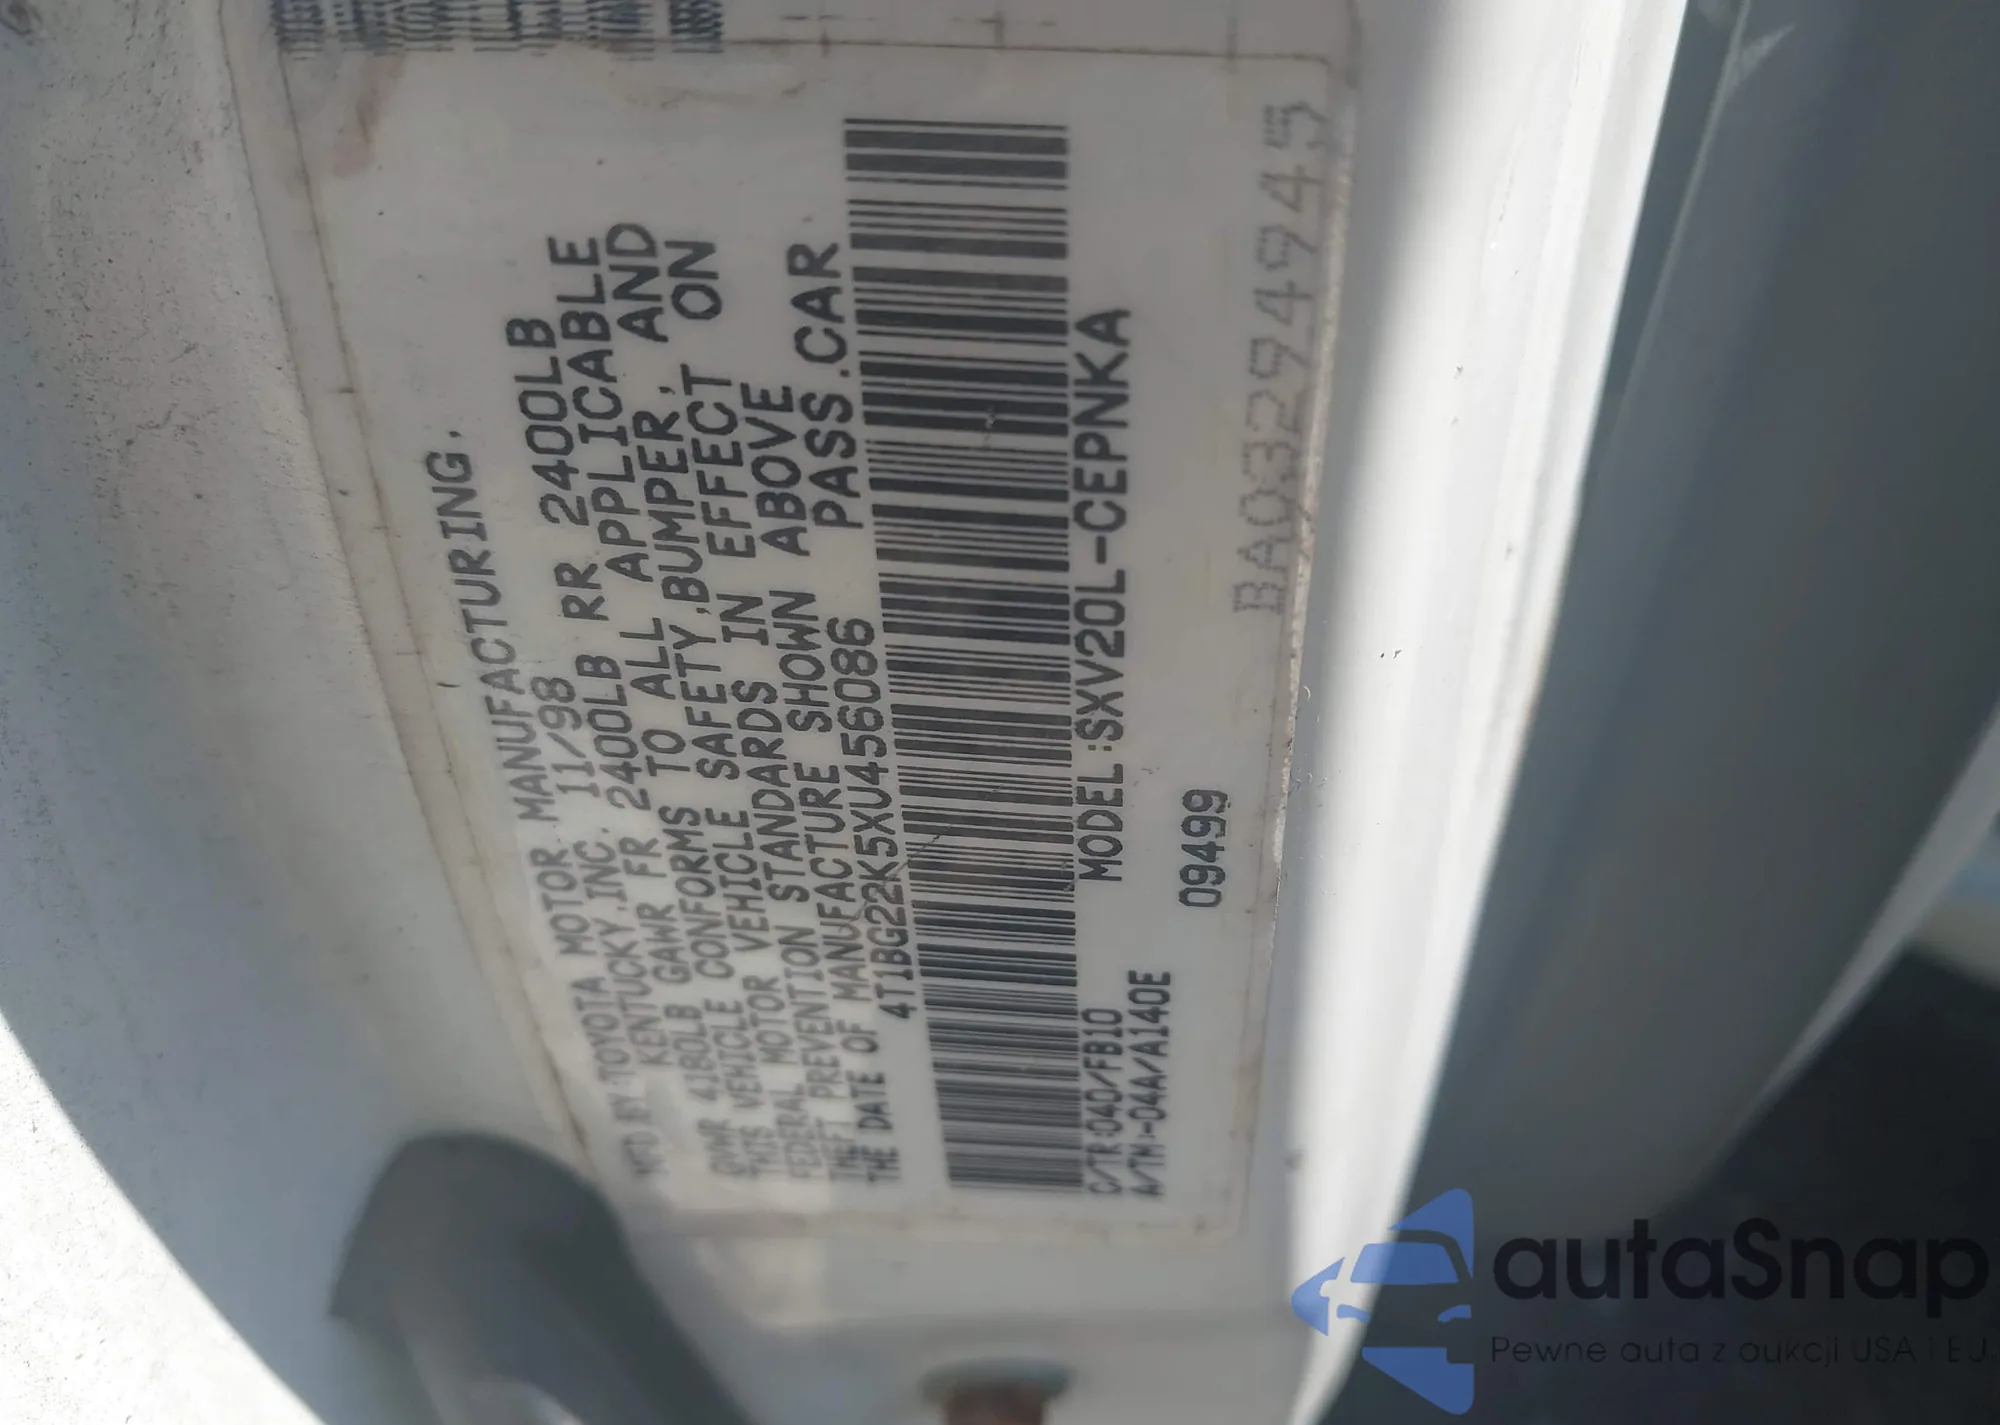 MFD BY:TOYOTA MOTOR MANUFACTURING.
KENTUCKY.INC. 11/98
GVWR 4180LB GAWR FR 2400LB RR 2400LB
THIS VEHICLE CONFORMS TO ALL APPLICABLE
FEDERAL MOTOR VEHICLE SAFETY,BUMPER, AND
THEFT PREVENTION STANDARDS IN EFFECT ON
THE DATE OF MANUFACTURE SHOWN ABOVE
4T1BG22K5XU456086 PASS.CAR
C/TR:040/FB10 MODEL:SXV20L-CEPNKA
A/TM:-04A/A140E
09499
BA03294945
autaSnap
Pewne auta z aukcji USA i EU.